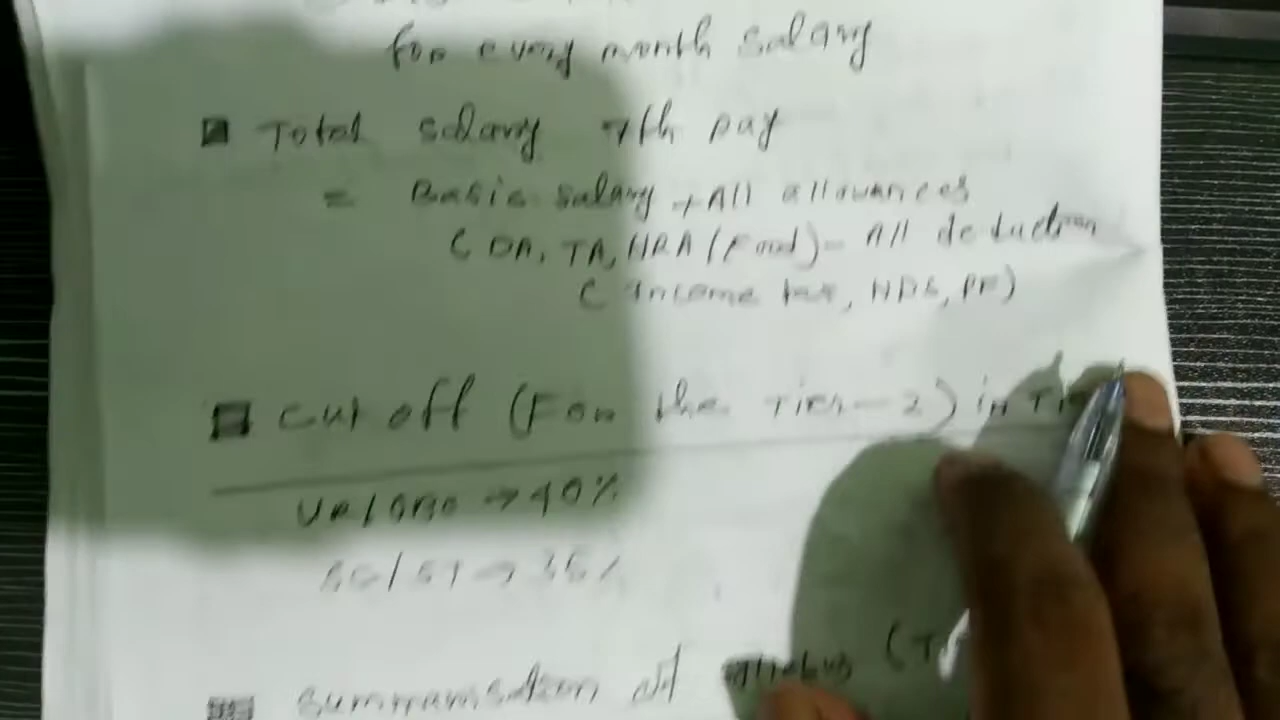 for every month salary
Total salary 7th pay
= Basic salary + All allowances
( DA, TA, HRA (Food) - All deduction
( Income tax, NPS, PF)
Cut off (For the Tier-2) in
UR/OBC → 40%
SC/ST → 35%
Summarisation of (T